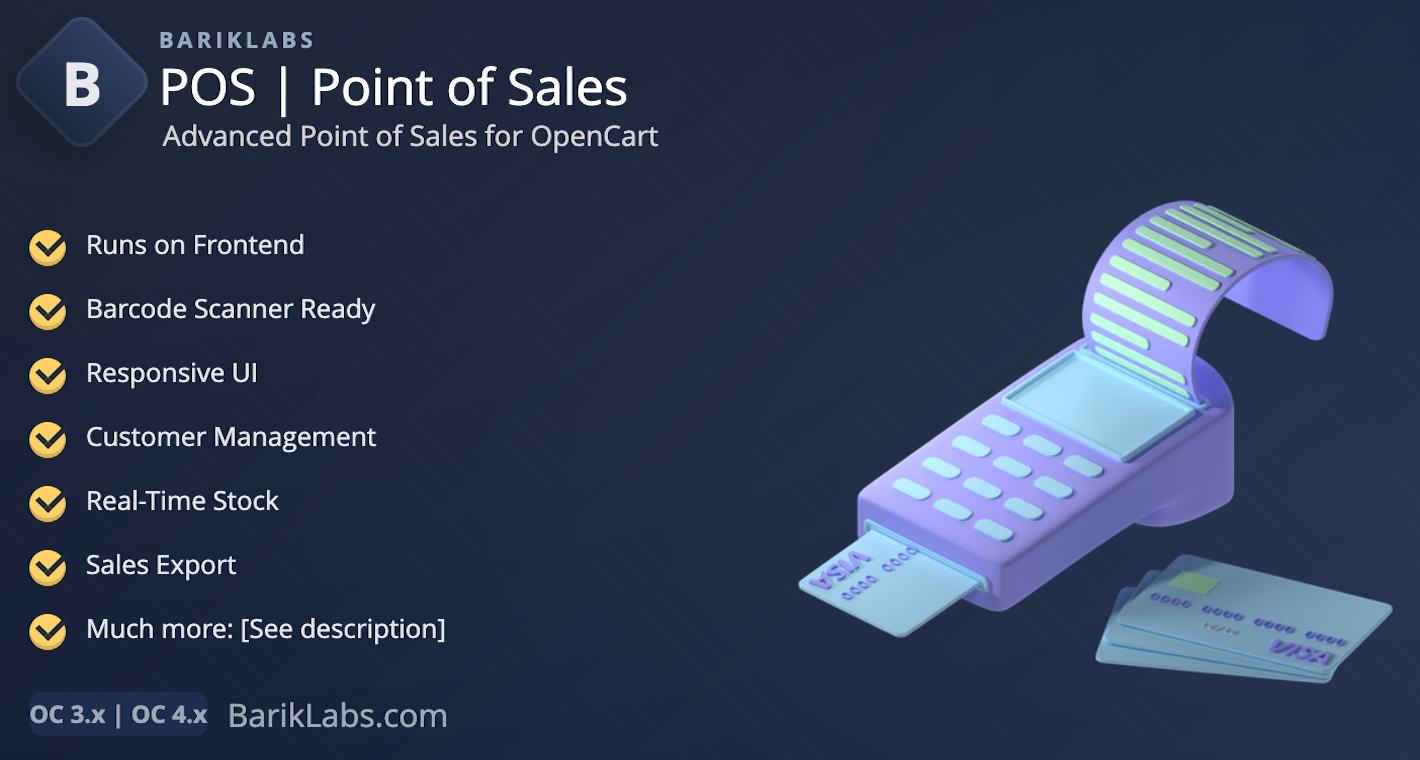 B
BARIKLABS
POS | Point of Sales
Advanced Point of Sales for OpenCart
Runs on Frontend
Barcode Scanner Ready
Responsive UI
Customer Management
Real-Time Stock
Sales Export
Much more: [See description]
OC 3.x | OC 4.x
BarikLabs.com
VISA
VISA